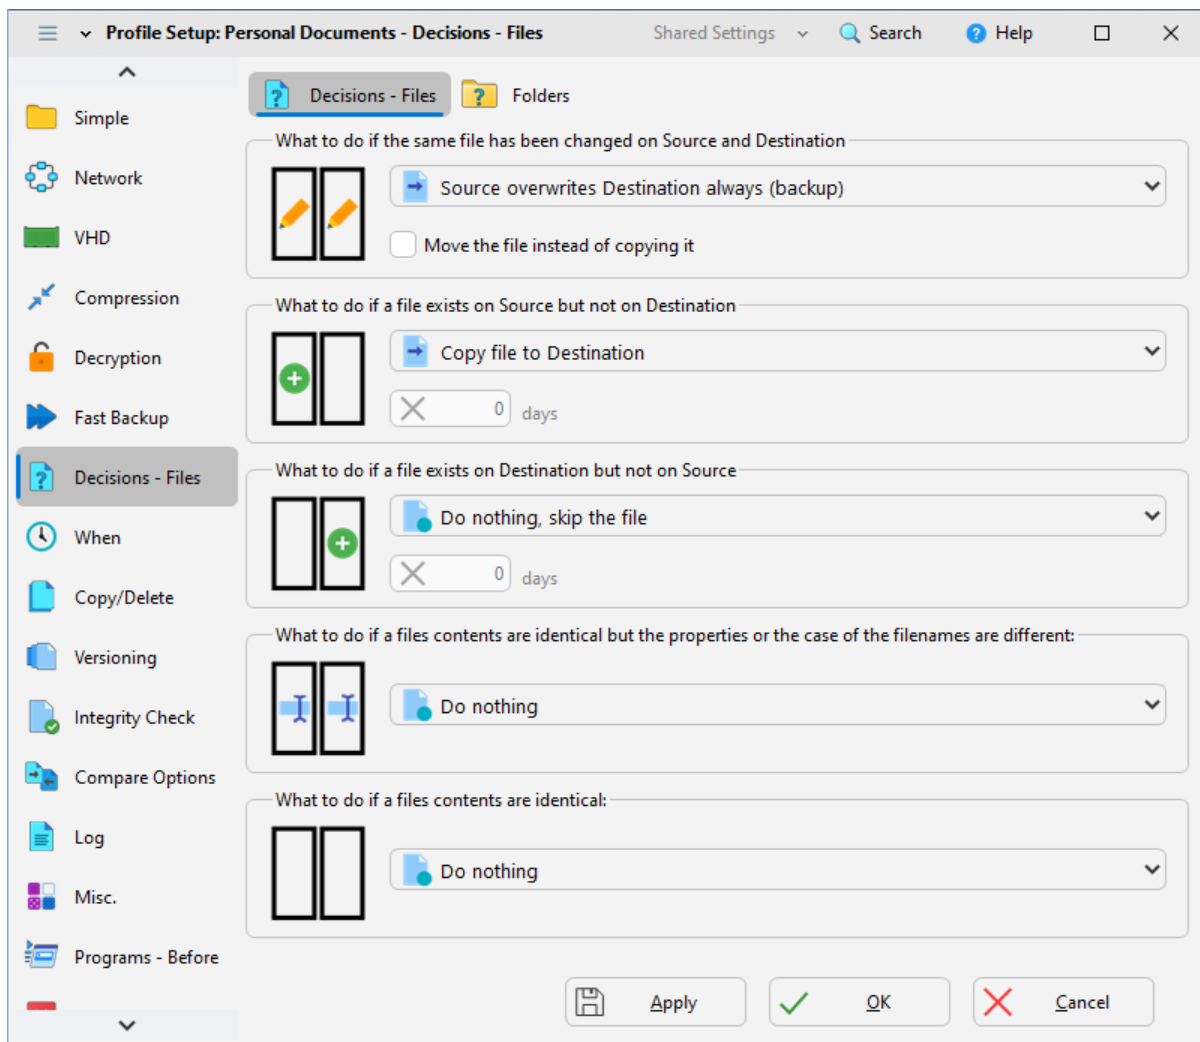 Profile Setup: Personal Documents - Decisions - Files
Shared Settings
Search
Help
Simple
Network
VHD
Compression
Decryption
Fast Backup
Decisions - Files
When
Copy/Delete
Versioning
Integrity Check
Compare Options
Log
Misc.
Programs - Before
Decisions - Files
Folders
What to do if the same file has been changed on Source and Destination
Source overwrites Destination always (backup)
Move the file instead of copying it
What to do if a file exists on Source but not on Destination
Copy file to Destination
0 days
What to do if a file exists on Destination but not on Source
Do nothing, skip the file
0 days
What to do if a files contents are identical but the properties or the case of the filenames are different:
Do nothing
What to do if a files contents are identical:
Do nothing
Apply
OK
Cancel